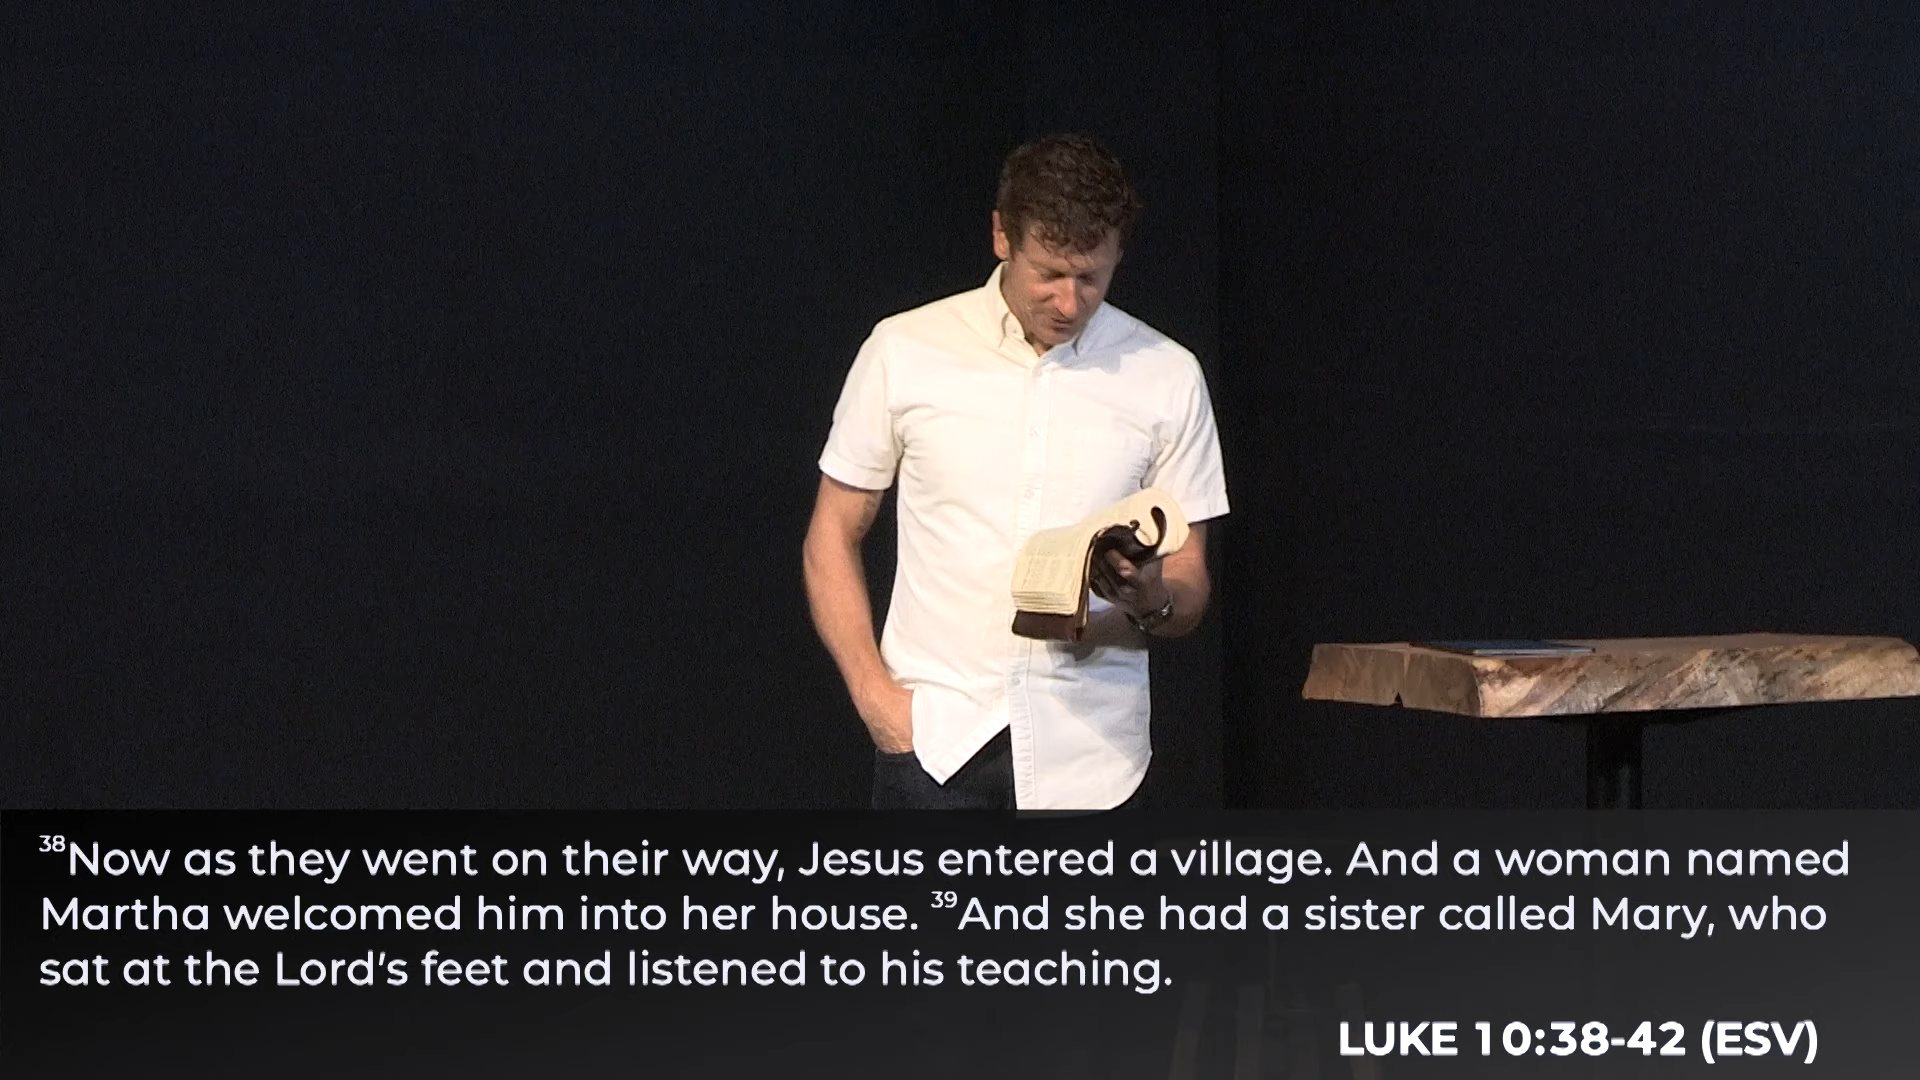 ³⁸Now as they went on their way, Jesus entered a village. And a woman named
Martha welcomed him into her house. ³⁹And she had a sister called Mary, who
sat at the Lord's feet and listened to his teaching.
LUKE 10:38-42 (ESV)